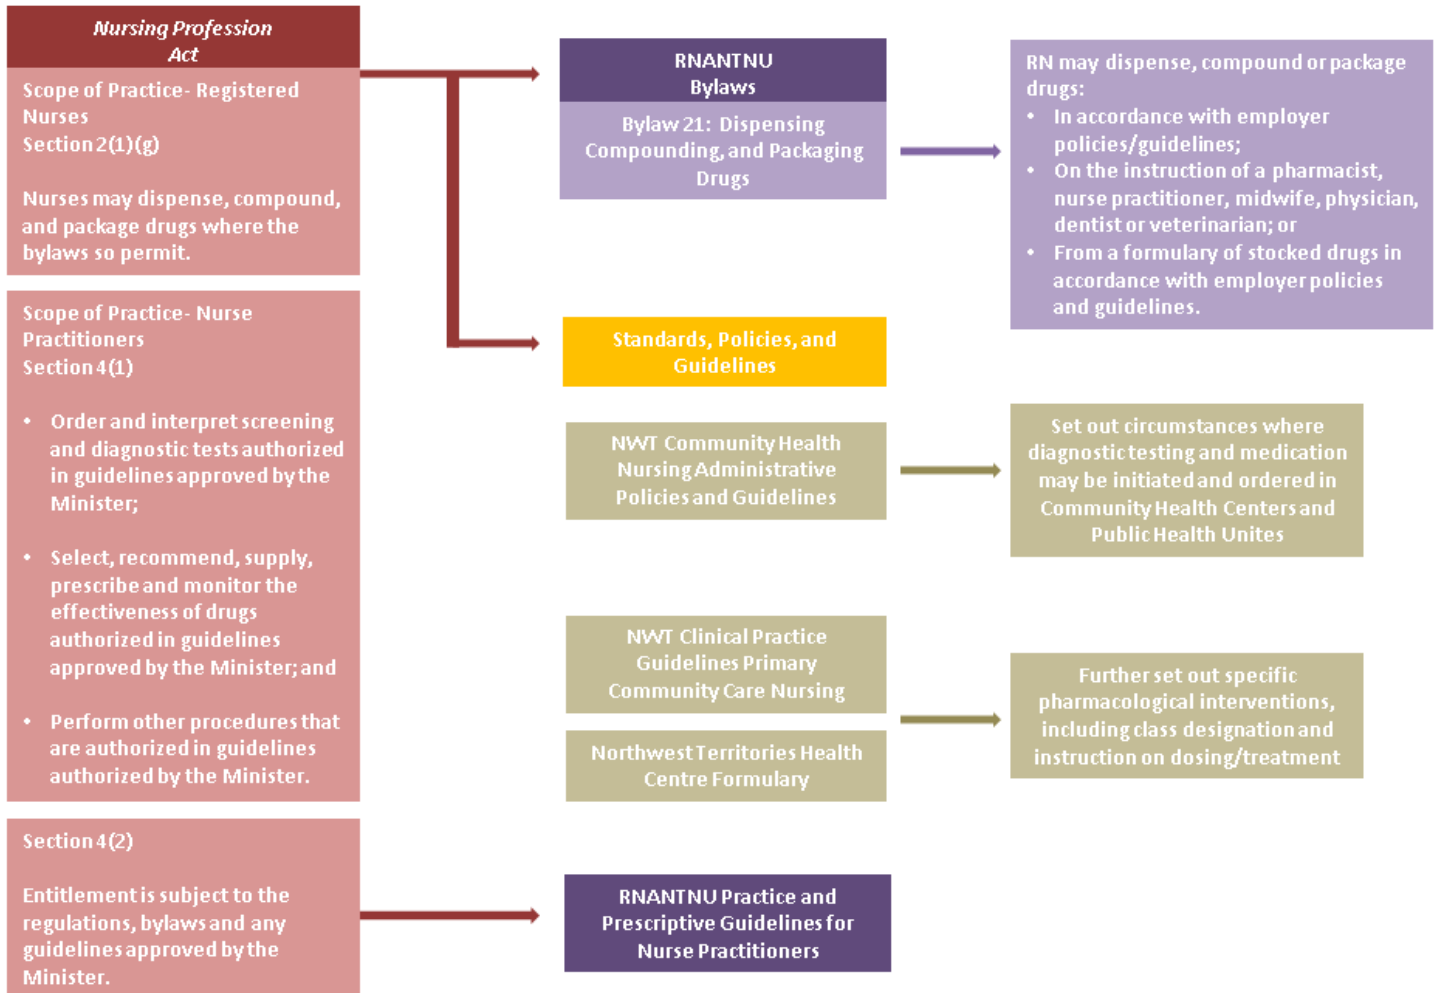 Nursing Profession
Act
Scope of Practice- Registered
Nurses
Section 2(1)(g)
Nurses may dispense, compound,
and package drugs where the
bylaws so permit.
Scope of Practice- Nurse
Practitioners
Section 4(1)
• Order and interpret screening
and diagnostic tests authorized
in guidelines approved by the
Minister;
• Select, recommend, supply,
prescribe and monitor the
effectiveness of drugs
authorized in guidelines
approved by the Minister; and
• Perform other procedures that
are authorized in guidelines
authorized by the Minister.
Section 4(2)
Entitlement is subject to the
regulations, bylaws and any
guidelines approved by the
Minister.
RNANTNU
Bylaws
Bylaw 21: Dispensing
Compounding, and Packaging
Drugs
Standards, Policies, and
Guidelines
NWT Community Health
Nursing Administrative
Policies and Guidelines
NWT Clinical Practice
Guidelines Primary
Community Care Nursing
Northwest Territories Health
Centre Formulary
RNANTNU Practice and
Prescriptive Guidelines for
Nurse Practitioners
RN may dispense, compound or package
drugs:
• In accordance with employer
policies/guidelines;
• On the instruction of a pharmacist,
nurse practitioner, midwife, physician,
dentist or veterinarian; or
• From a formulary of stocked drugs in
accordance with employer policies
and guidelines.
Set out circumstances where
diagnostic testing and medication
may be initiated and ordered in
Community Health Centers and
Public Health Unites
Further set out specific
pharmacological interventions,
including class designation and
instruction on dosing/treatment